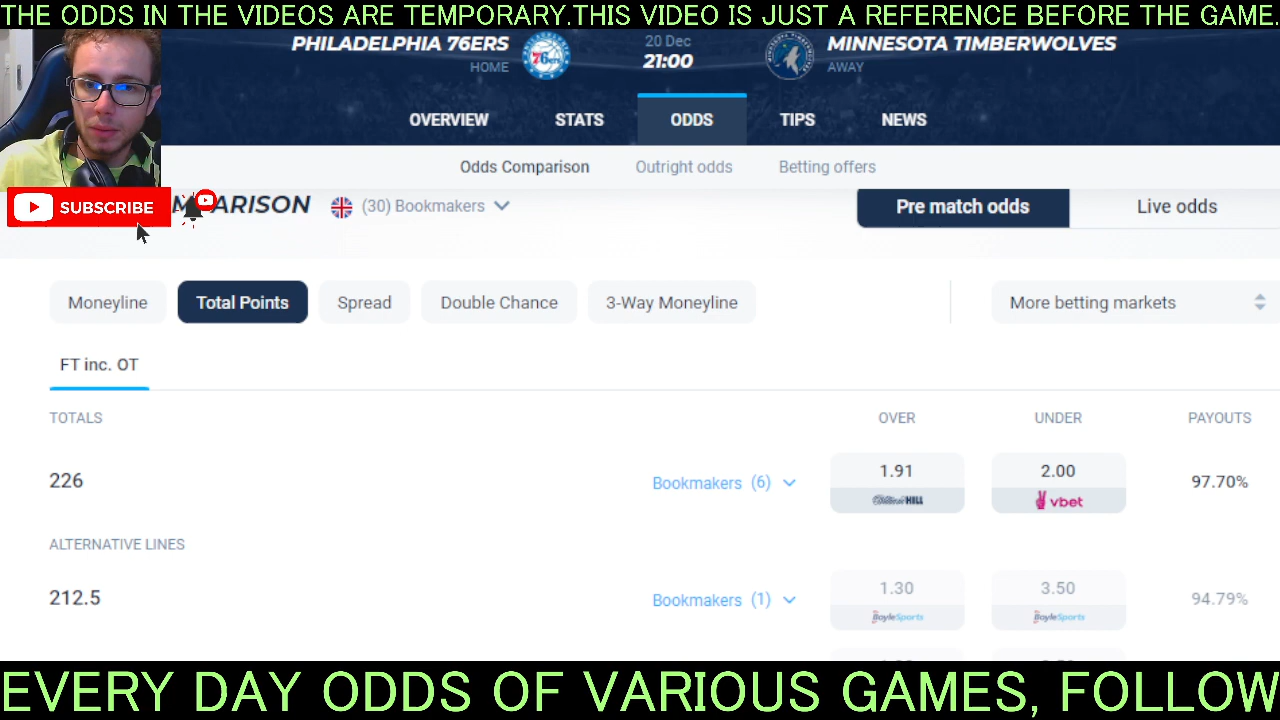 THE ODDS IN THE VIDEOS ARE TEMPORARY.THIS VIDEO IS JUST A REFERENCE BEFORE THE GAME.
PHILADELPHIA 76ERS
HOME
20 Dec
21:00
MINNESOTA TIMBERWOLVES
AWAY
OVERVIEW STATS ODDS TIPS NEWS
Odds Comparison Outright odds Betting offers
SUBSCRIBE
MPARISON (30) Bookmakers
Pre match odds Live odds
Moneyline Total Points Spread Double Chance 3-Way Moneyline More betting markets
FT inc. OT
TOTALS OVER UNDER PAYOUTS
226 Bookmakers (6) 1.91 2.00 97.70%
William HILL vbet
ALTERNATIVE LINES
212.5 Bookmakers (1) 1.30 3.50 94.79%
BoyleSports BoyleSports
EVERY DAY ODDS OF VARIOUS GAMES, FOLLOW